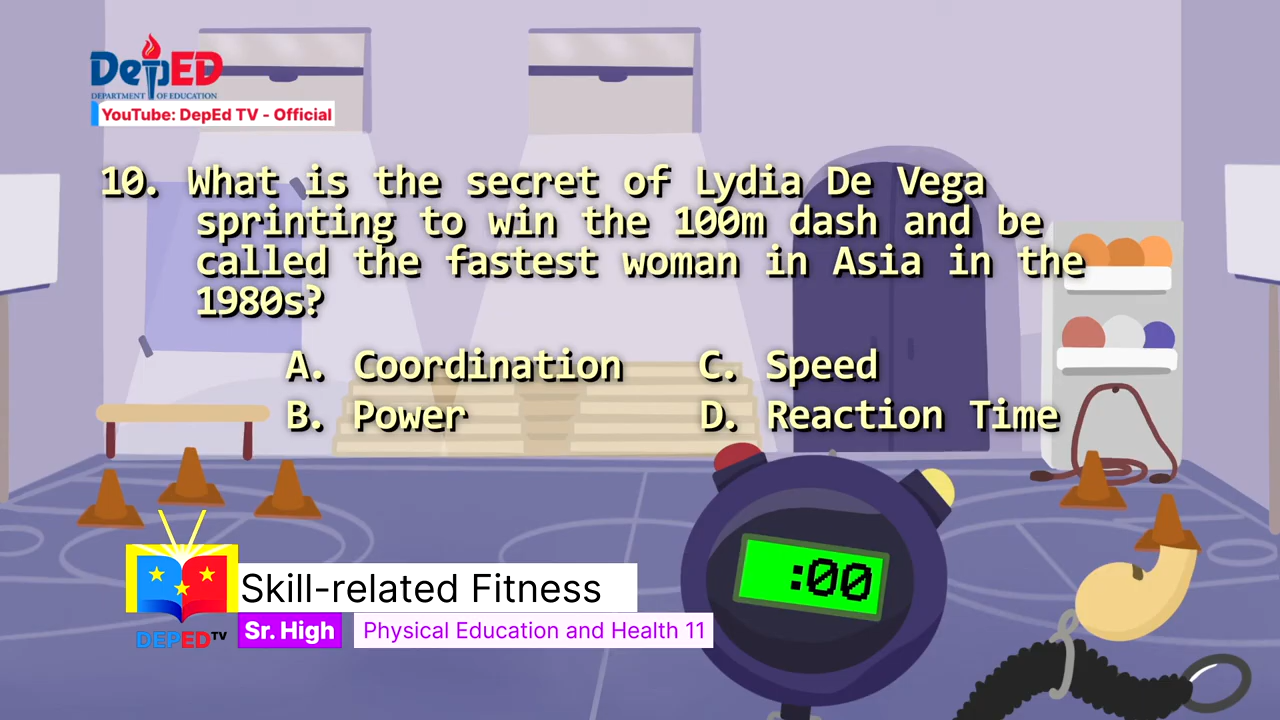 DepED
DEPARTMENT OF EDUCATION
YouTube: DepEd TV - Official
10. What is the secret of Lydia De Vega
sprinting to win the 100m dash and be
called the fastest woman in Asia in the
1980s?
A. Coordination C. Speed
B. Power D. Reaction Time
:00
Skill-related Fitness
DEPED TV Sr. High Physical Education and Health 11